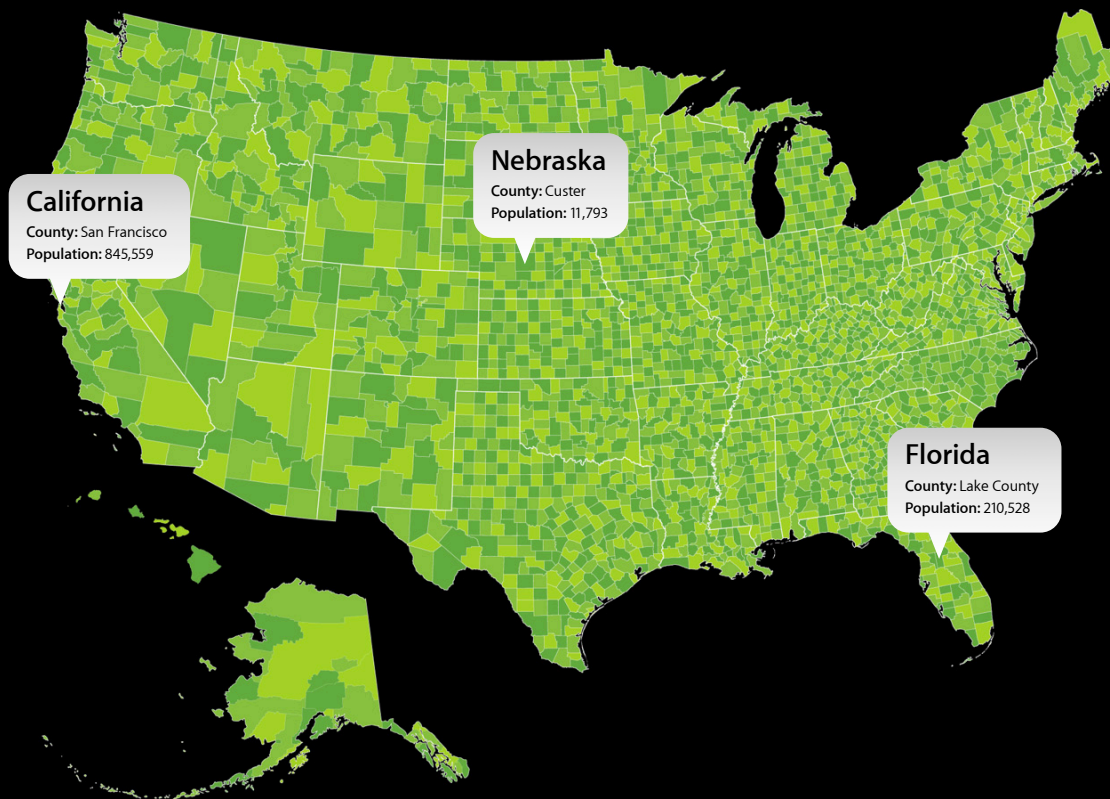 Nebraska
County: Custer
Population: 11,793
California
County: San Francisco
Population: 845,559
Florida
County: Lake County
Population: 210,528